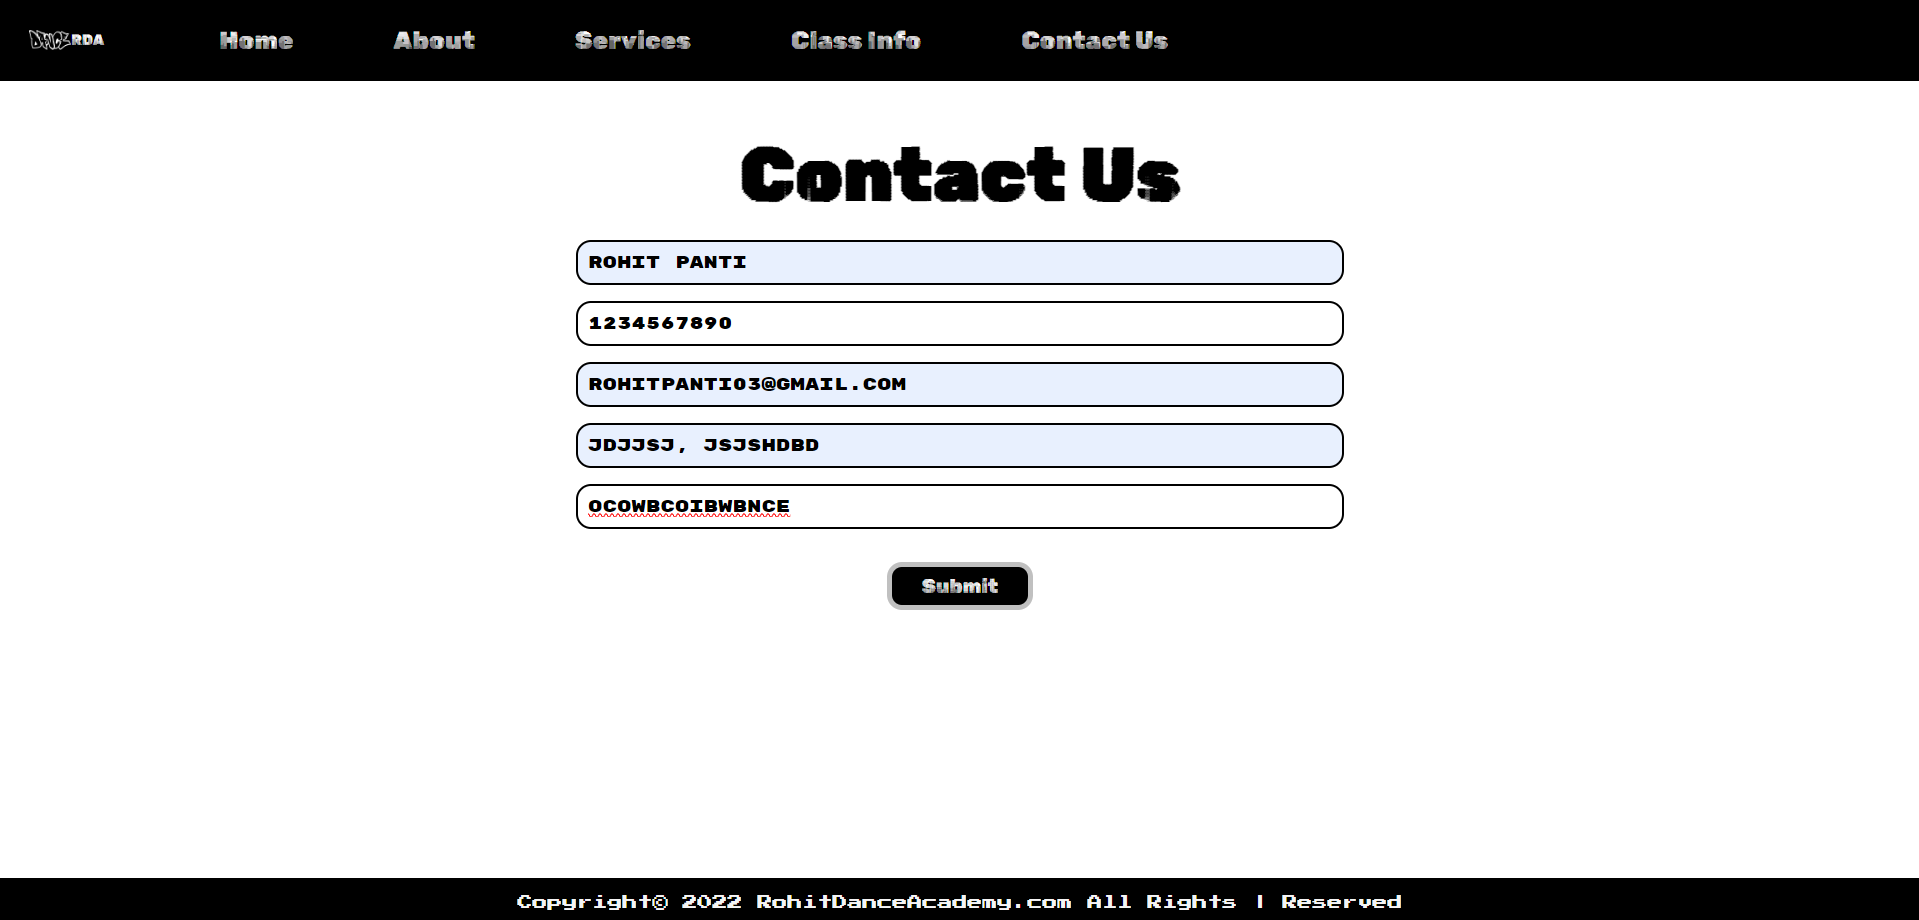 DANCE RDA Home About Services Class Info Contact Us
Contact Us
ROHIT PANTI
1234567890
ROHITPANTI03@GMAIL.COM
JDJJSJ, JSJSHDBD
OCOWBCOIBWBNCE
Submit
Copyright© 2022 RohitDanceAcademy.com All Rights | Reserved